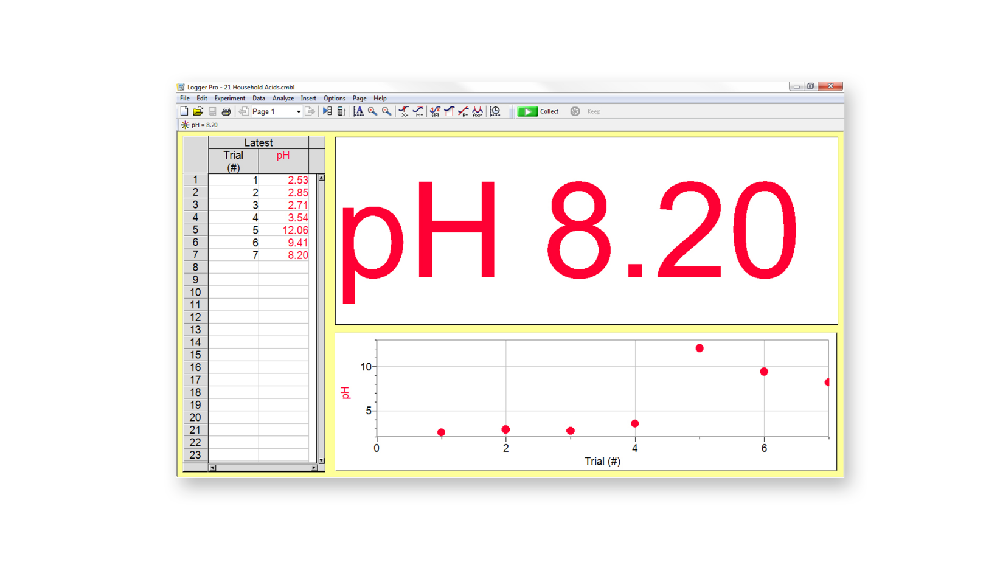 Logger Pro - 21 Household Acids.cmbl
File Edit Experiment Data Analyze Insert Options Page Help
Page 1
Collect
Keep
pH = 8.20
Latest
Trial (#) pH
1 1 2.53
2 2 2.85
3 3 2.71
4 4 3.54
5 5 12.06
6 6 9.41
7 7 8.20
8
9
10
11
12
13
14
15
16
17
18
19
20
21
22
23
pH 8.20
10
pH
5
0 2 4 6
Trial (#)